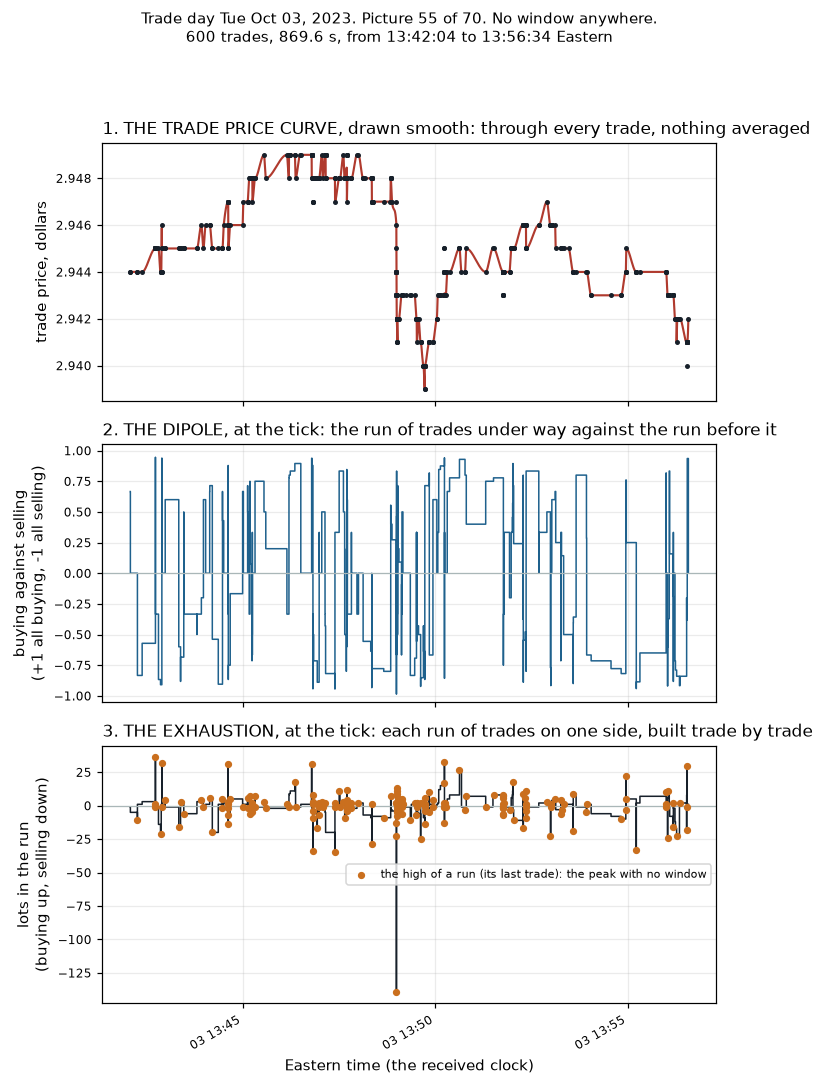 Trade day Tue Oct 03, 2023. Picture 55 of 70. No window anywhere.
600 trades, 869.6 s, from 13:42:04 to 13:56:34 Eastern
1. THE TRADE PRICE CURVE, drawn smooth: through every trade, nothing averaged
trade price, dollars
2.948
2.946
2.944
2.942
2.940
2. THE DIPOLE, at the tick: the run of trades under way against the run before it
buying against selling
(+1 all buying, -1 all selling)
1.00
0.75
0.50
0.25
0.00
−0.25
−0.50
−0.75
−1.00
3. THE EXHAUSTION, at the tick: each run of trades on one side, built trade by trade
lots in the run
(buying up, selling down)
25
0
−25
−50
−75
−100
−125
the high of a run (its last trade): the peak with no window
03 13:45
03 13:50
03 13:55
Eastern time (the received clock)